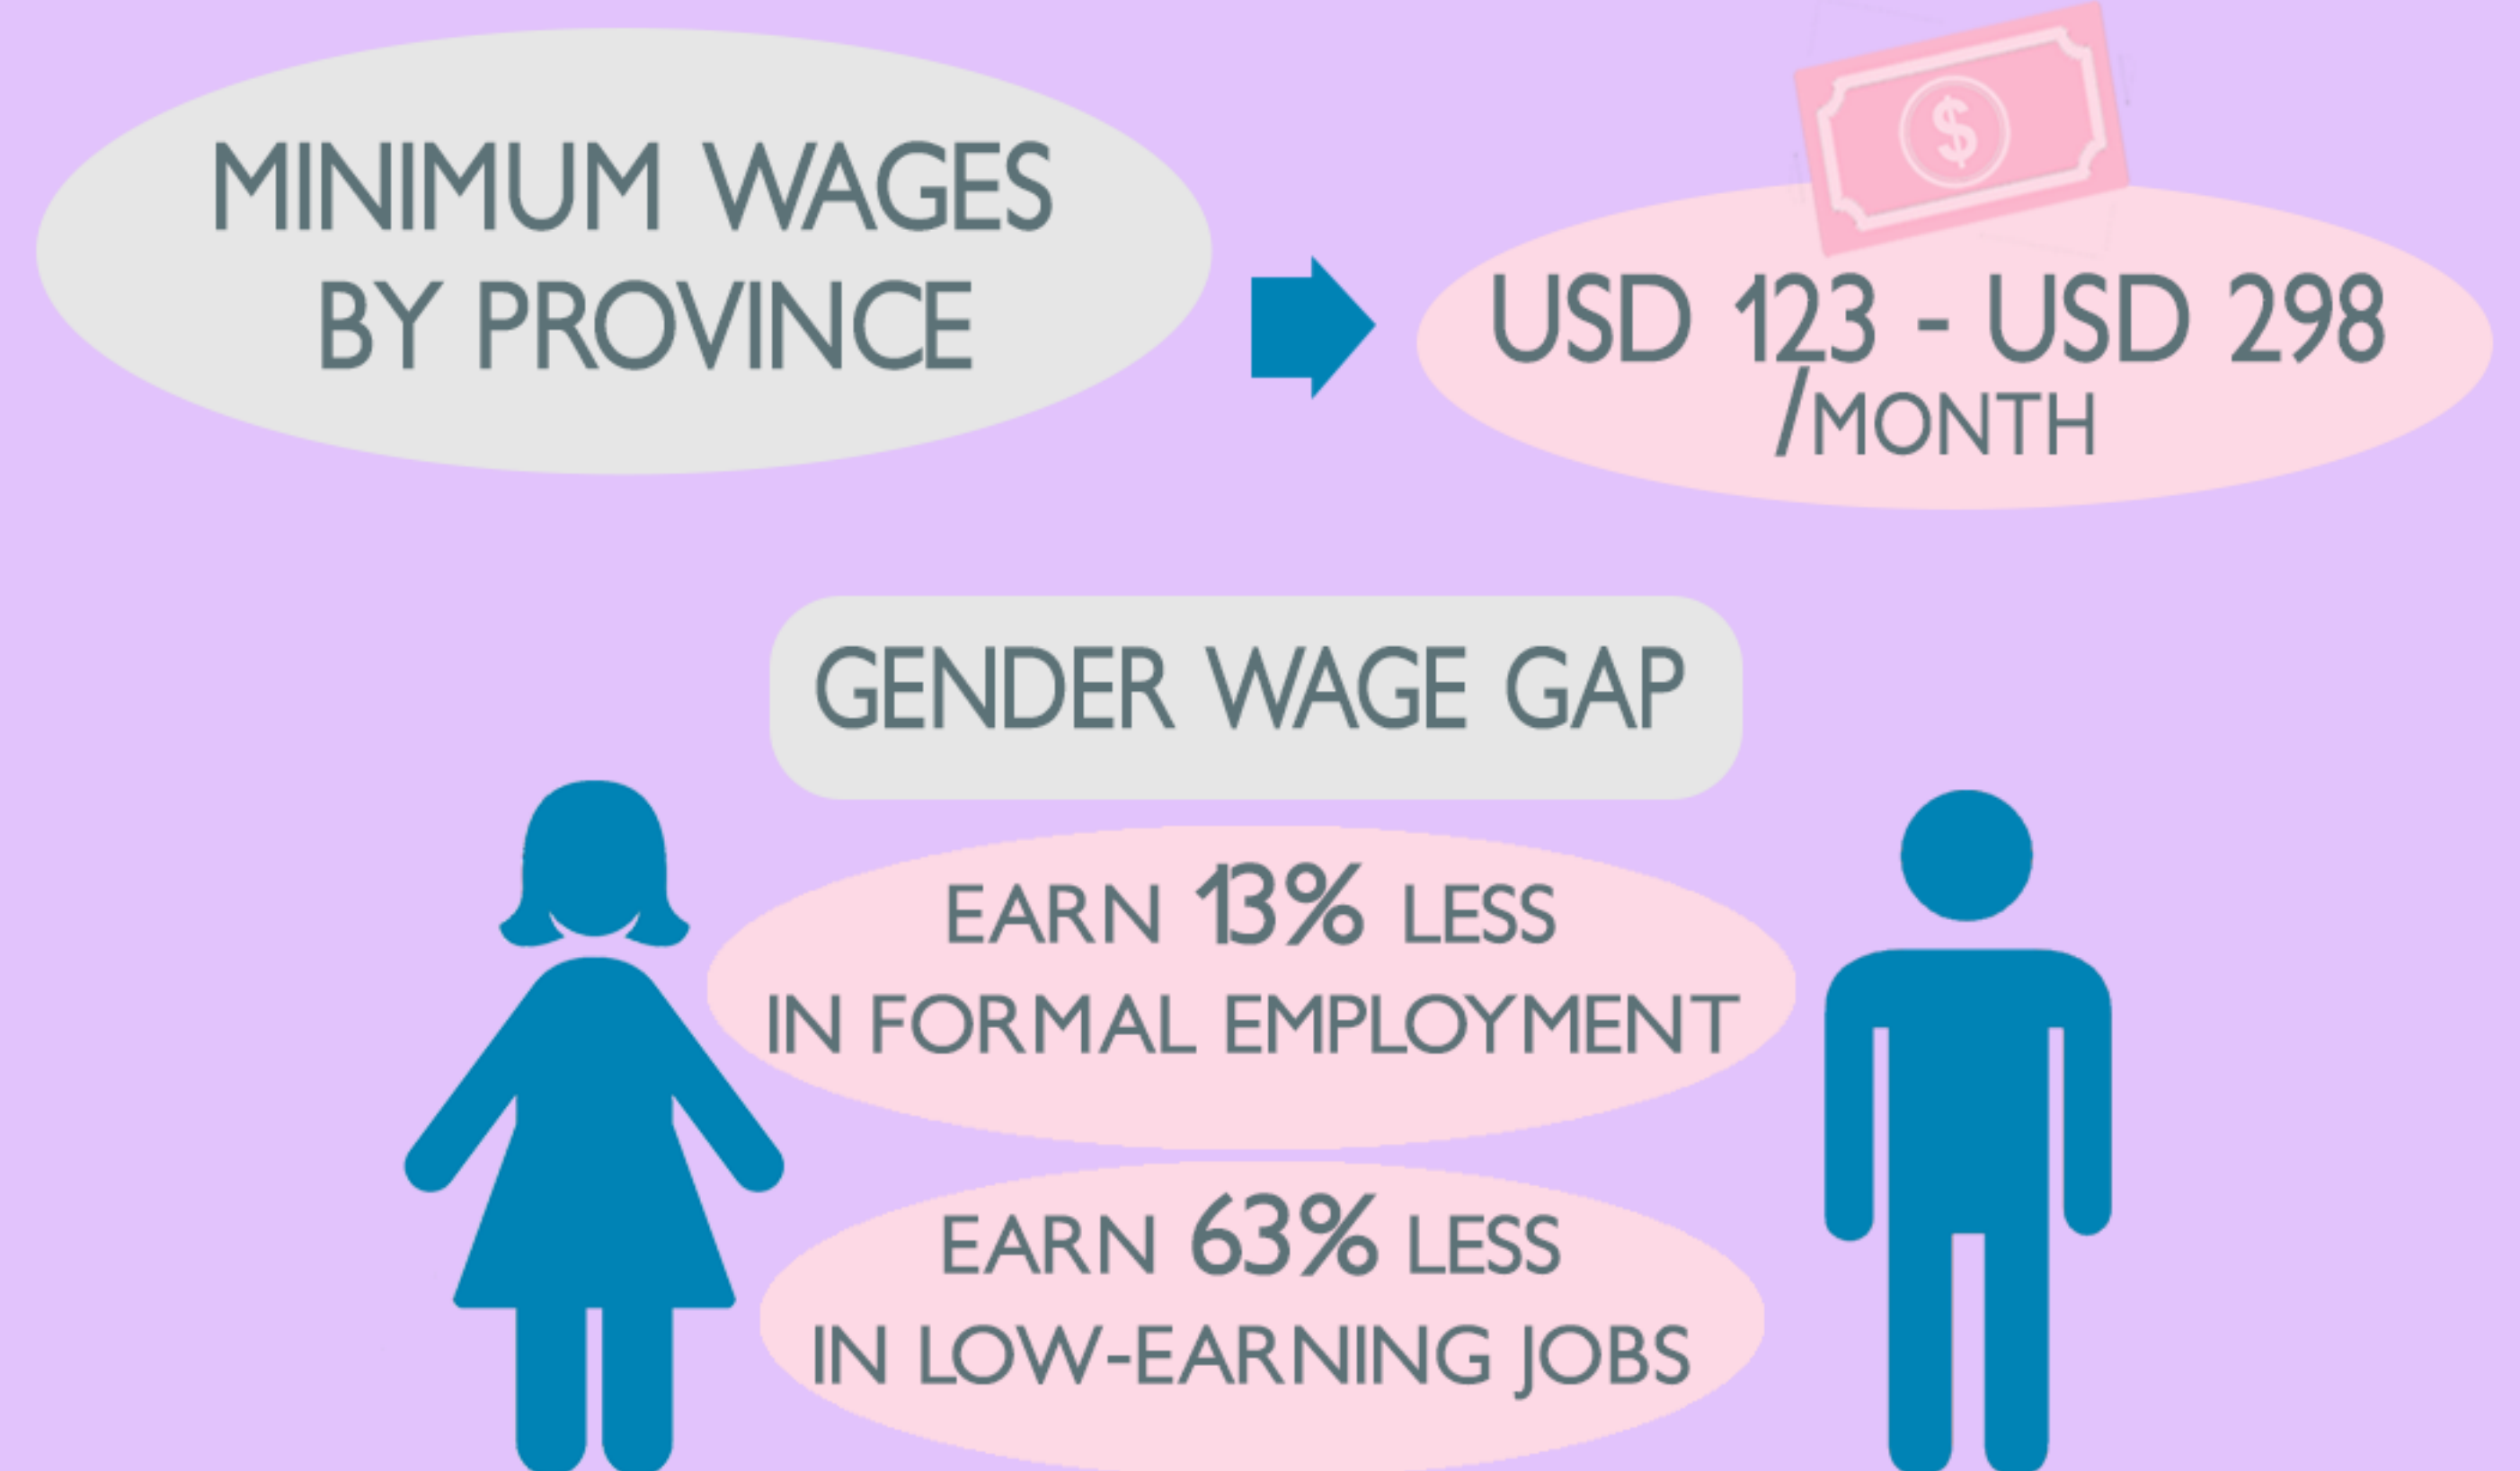 MINIMUM WAGES
BY PROVINCE
$
USD 123 - USD 298
/MONTH
GENDER WAGE GAP
EARN 13% LESS
IN FORMAL EMPLOYMENT
EARN 63% LESS
IN LOW-EARNING JOBS